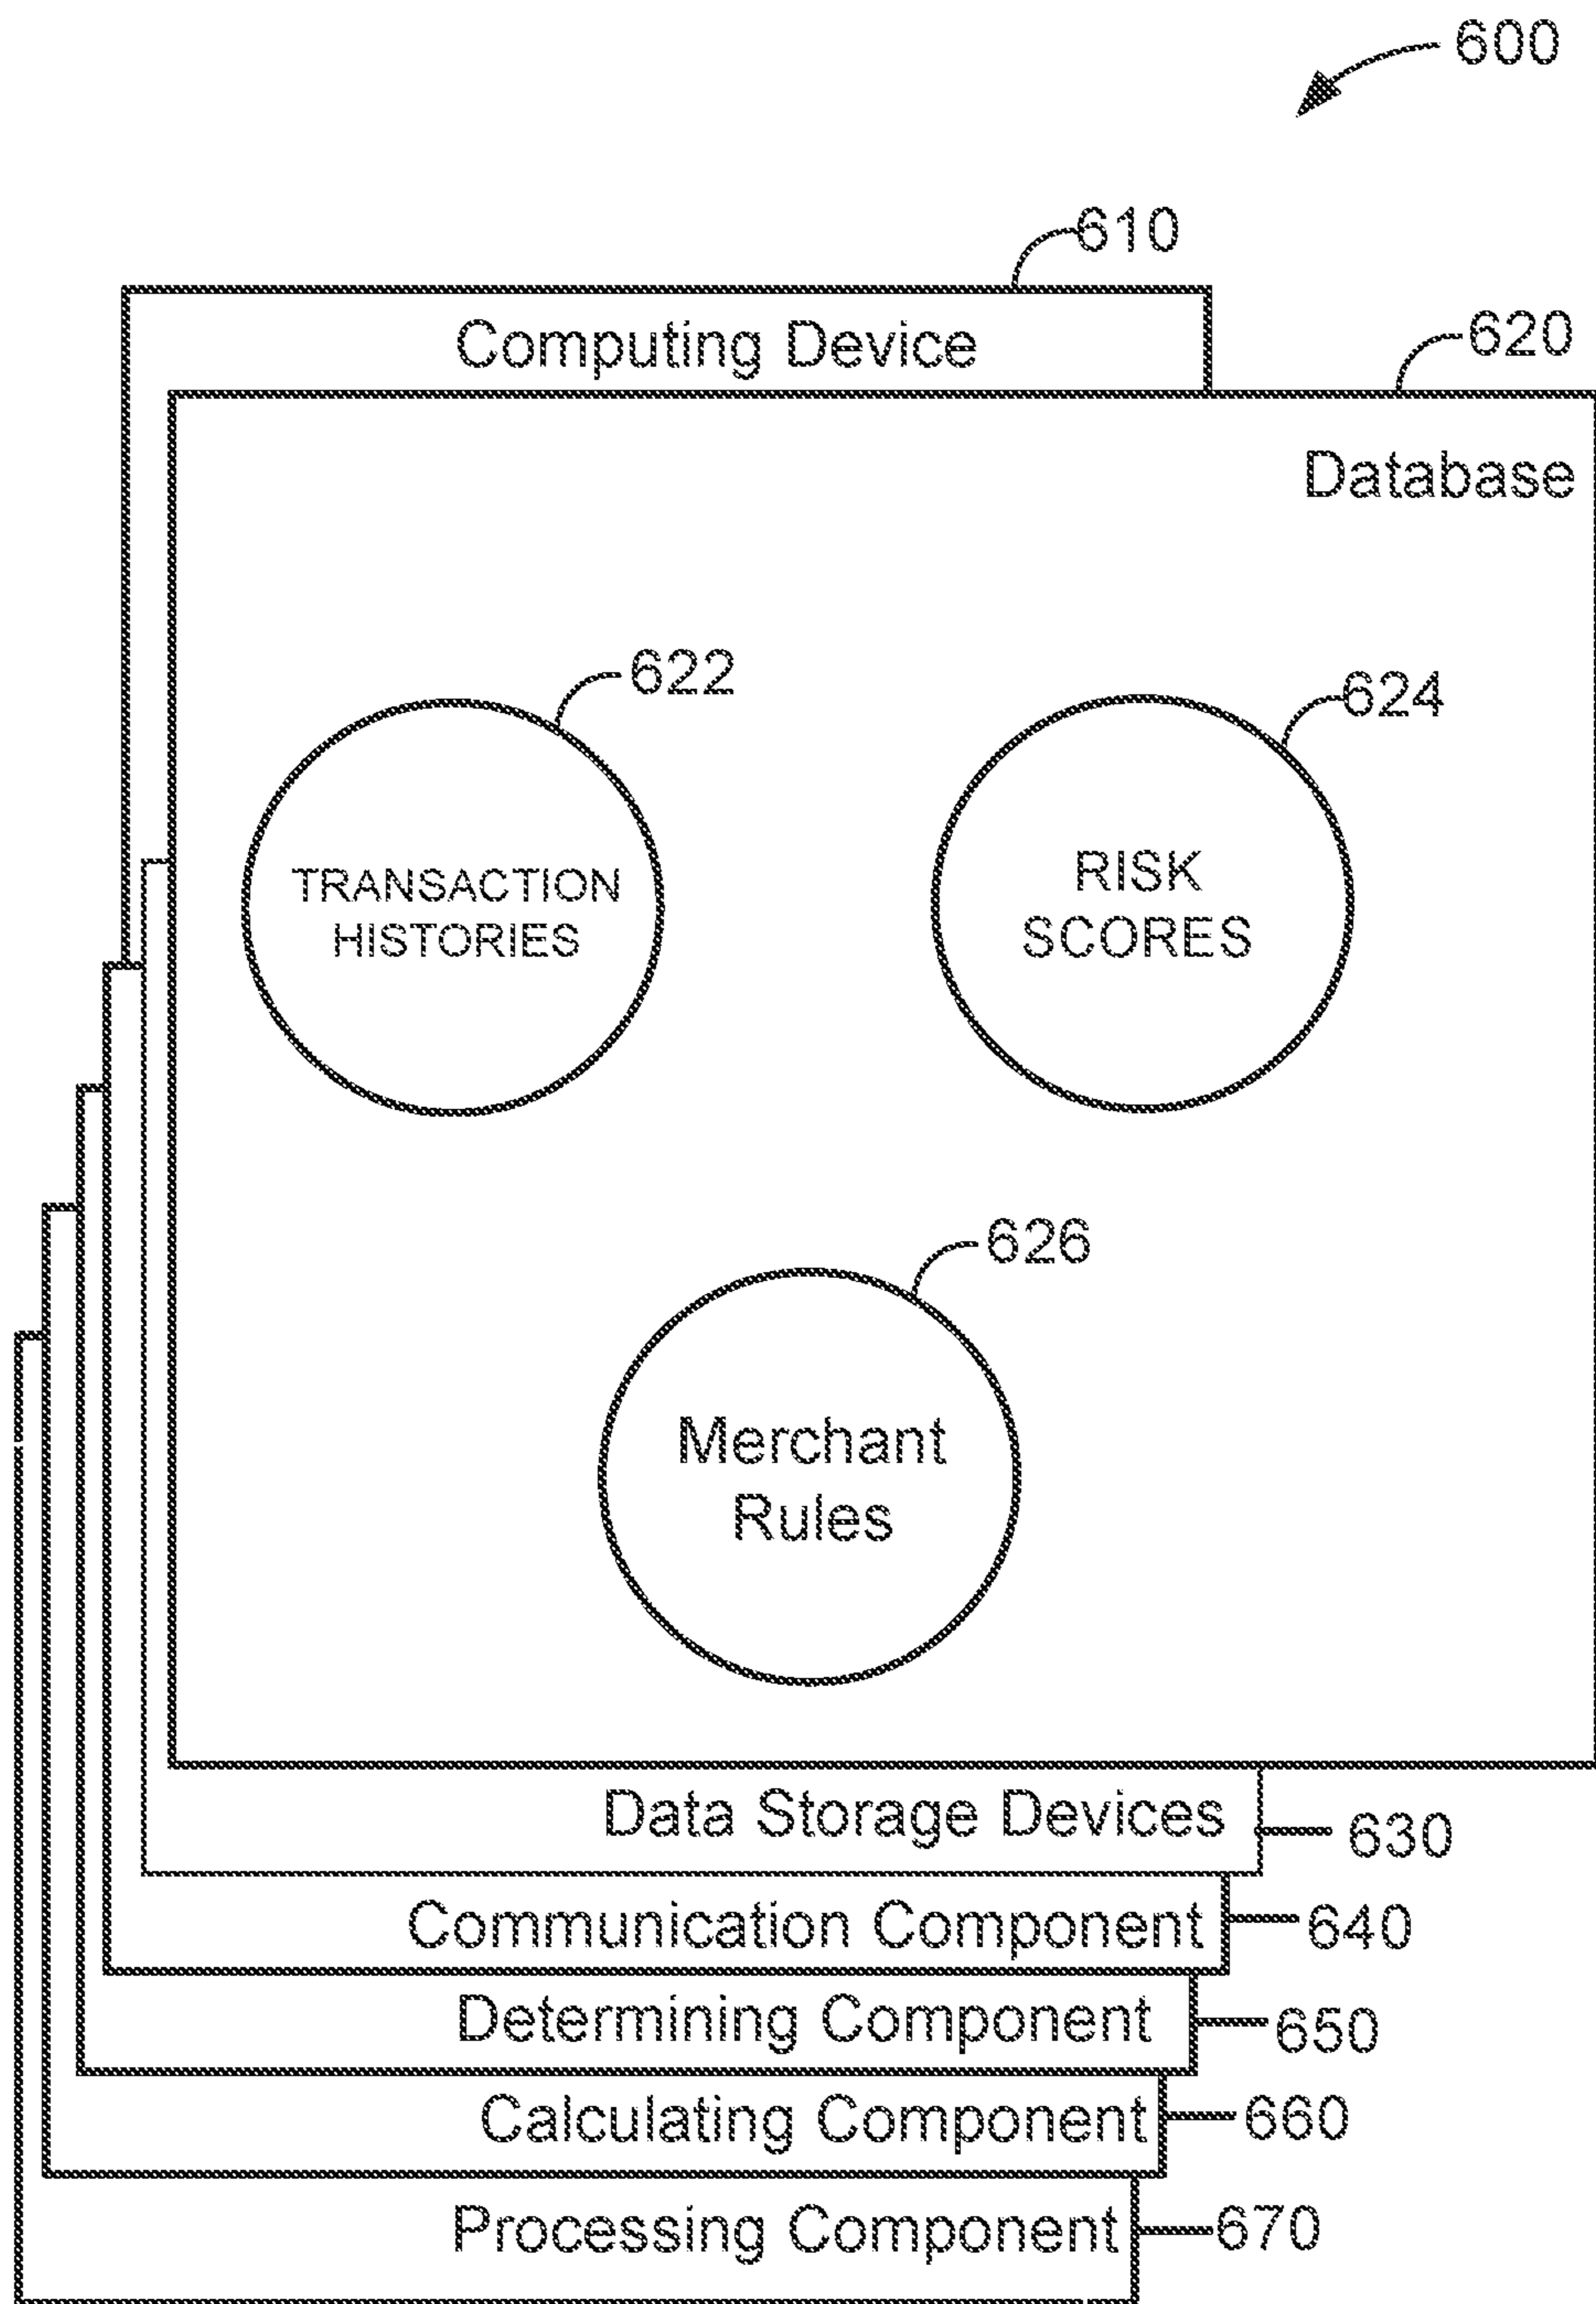 600
610
Computing Device
620
Database
622
624
TRANSACTION
HISTORIES
RISK
SCORES
626
Merchant
Rules
Data Storage Devices
630
Communication Component
640
Determining Component
650
Calculating Component
660
Processing Component
670